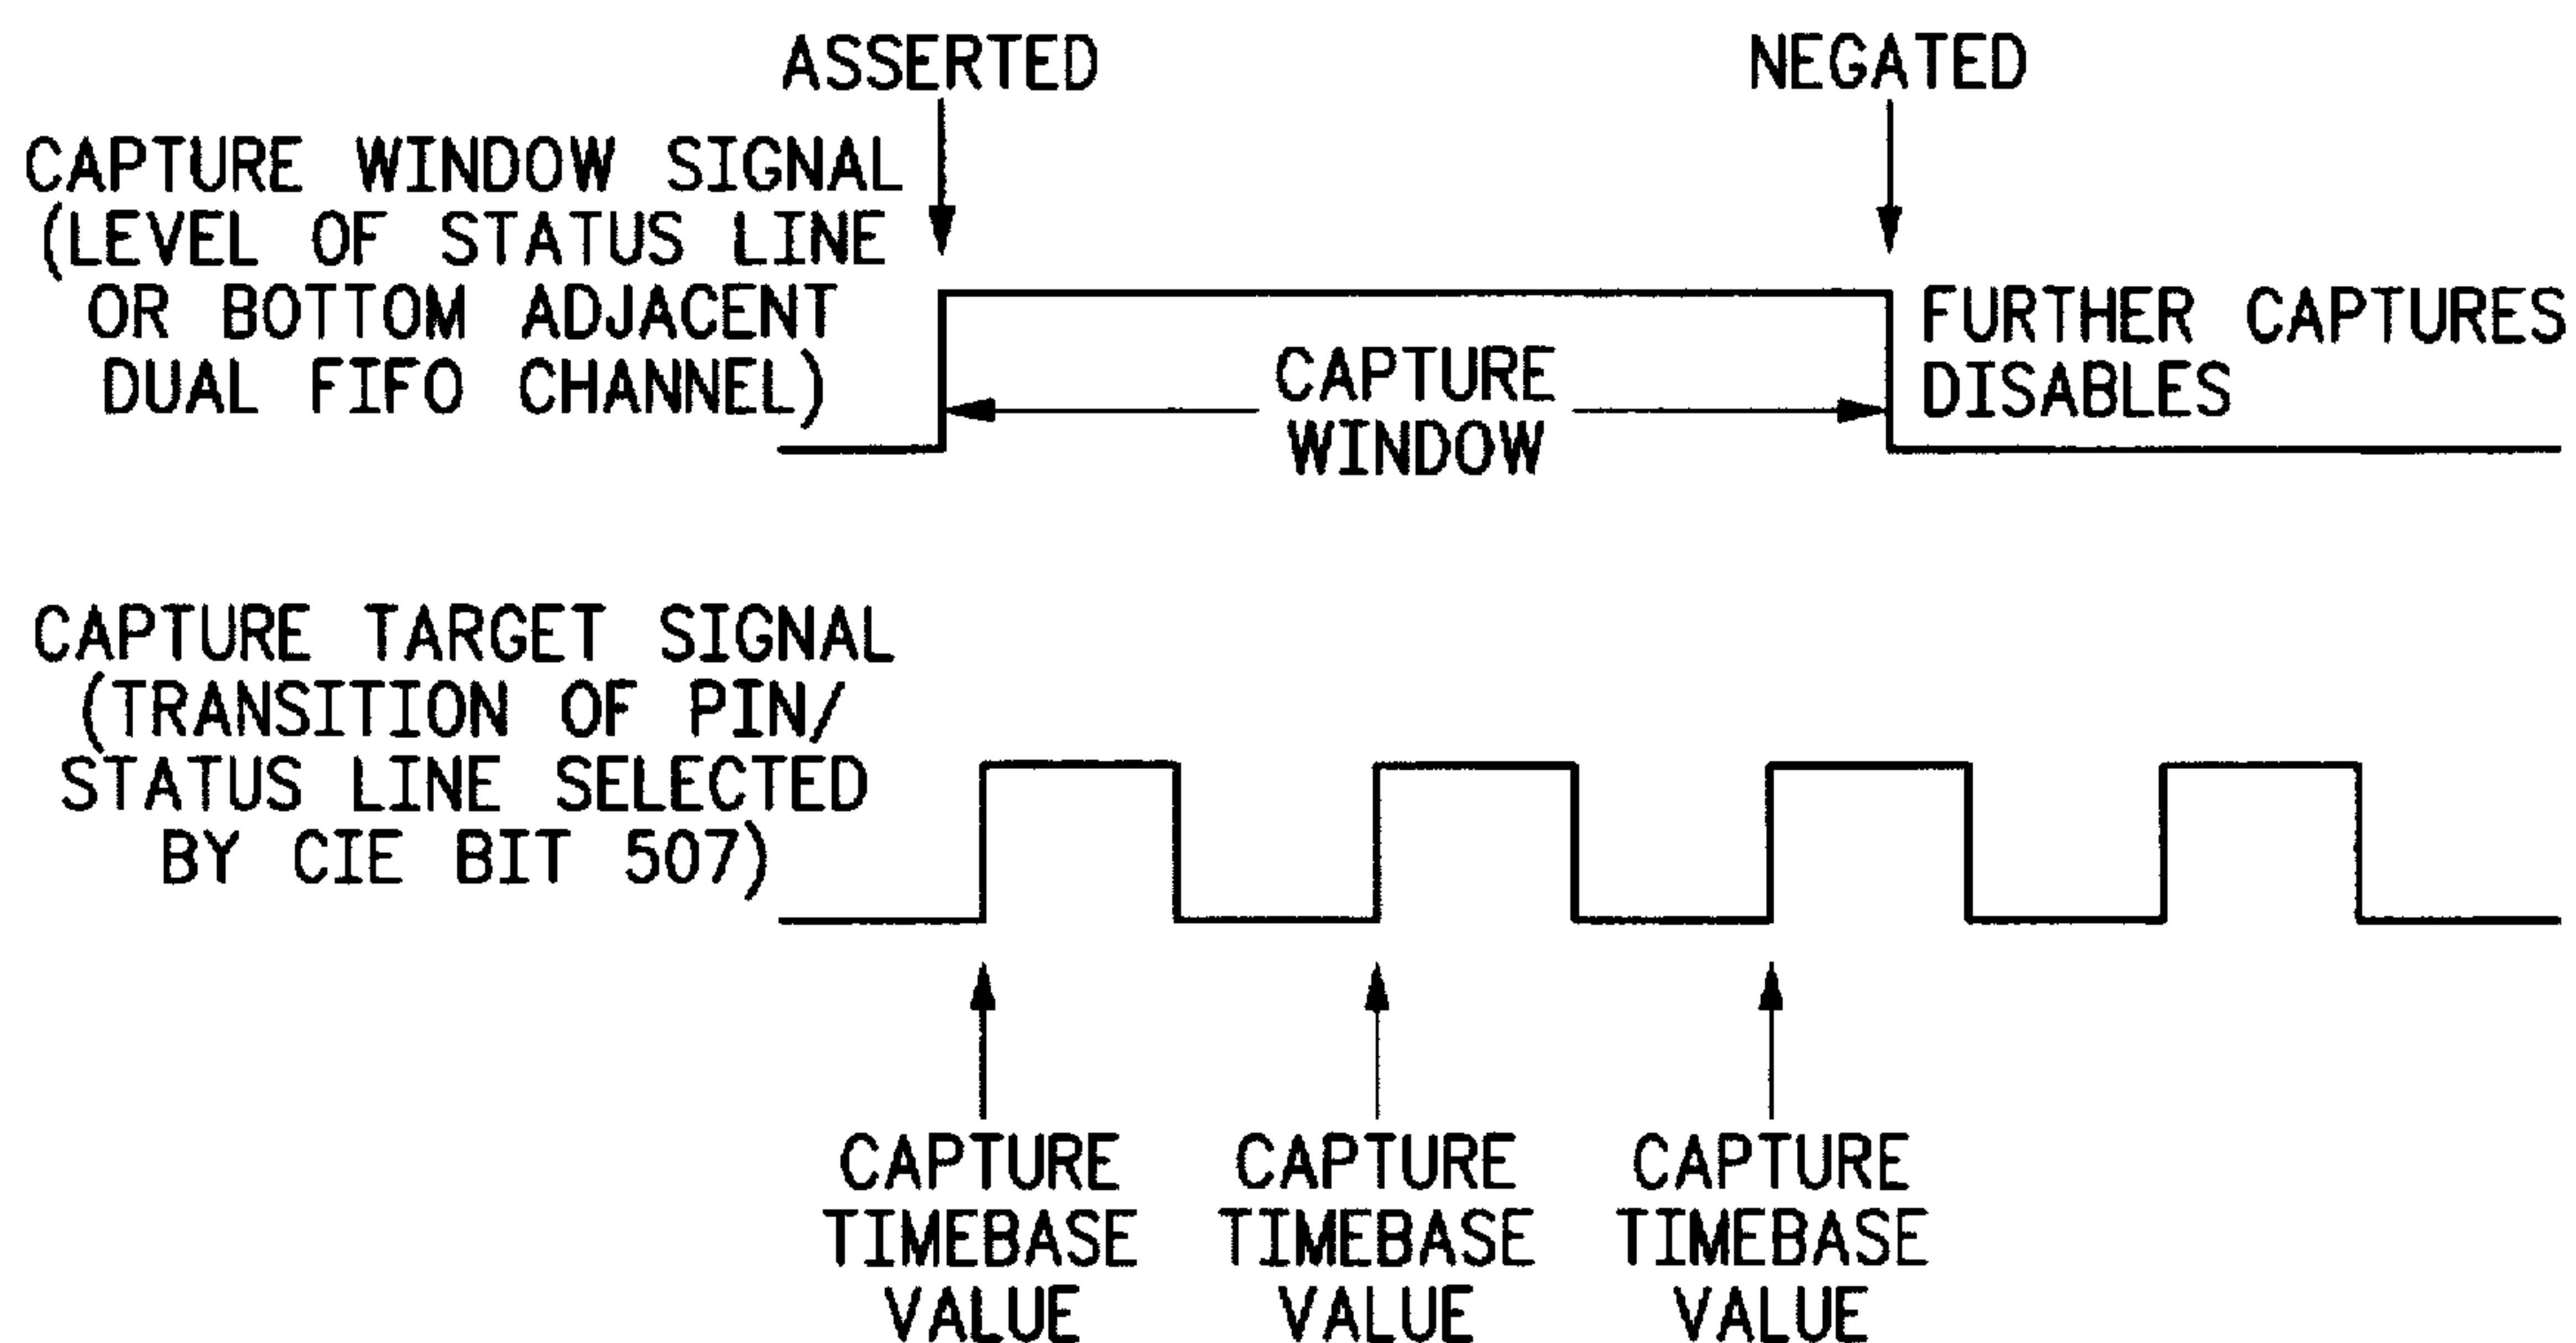 ASSERTED
NEGATED
CAPTURE WINDOW SIGNAL
(LEVEL OF STATUS LINE
OR BOTTOM ADJACENT
DUAL FIFO CHANNEL)
CAPTURE
WINDOW
FURTHER CAPTURES
DISABLES
CAPTURE TARGET SIGNAL
(TRANSITION OF PIN/
STATUS LINE SELECTED
BY CIE BIT 507)
CAPTURE
TIMEBASE
VALUE
CAPTURE
TIMEBASE
VALUE
CAPTURE
TIMEBASE
VALUE